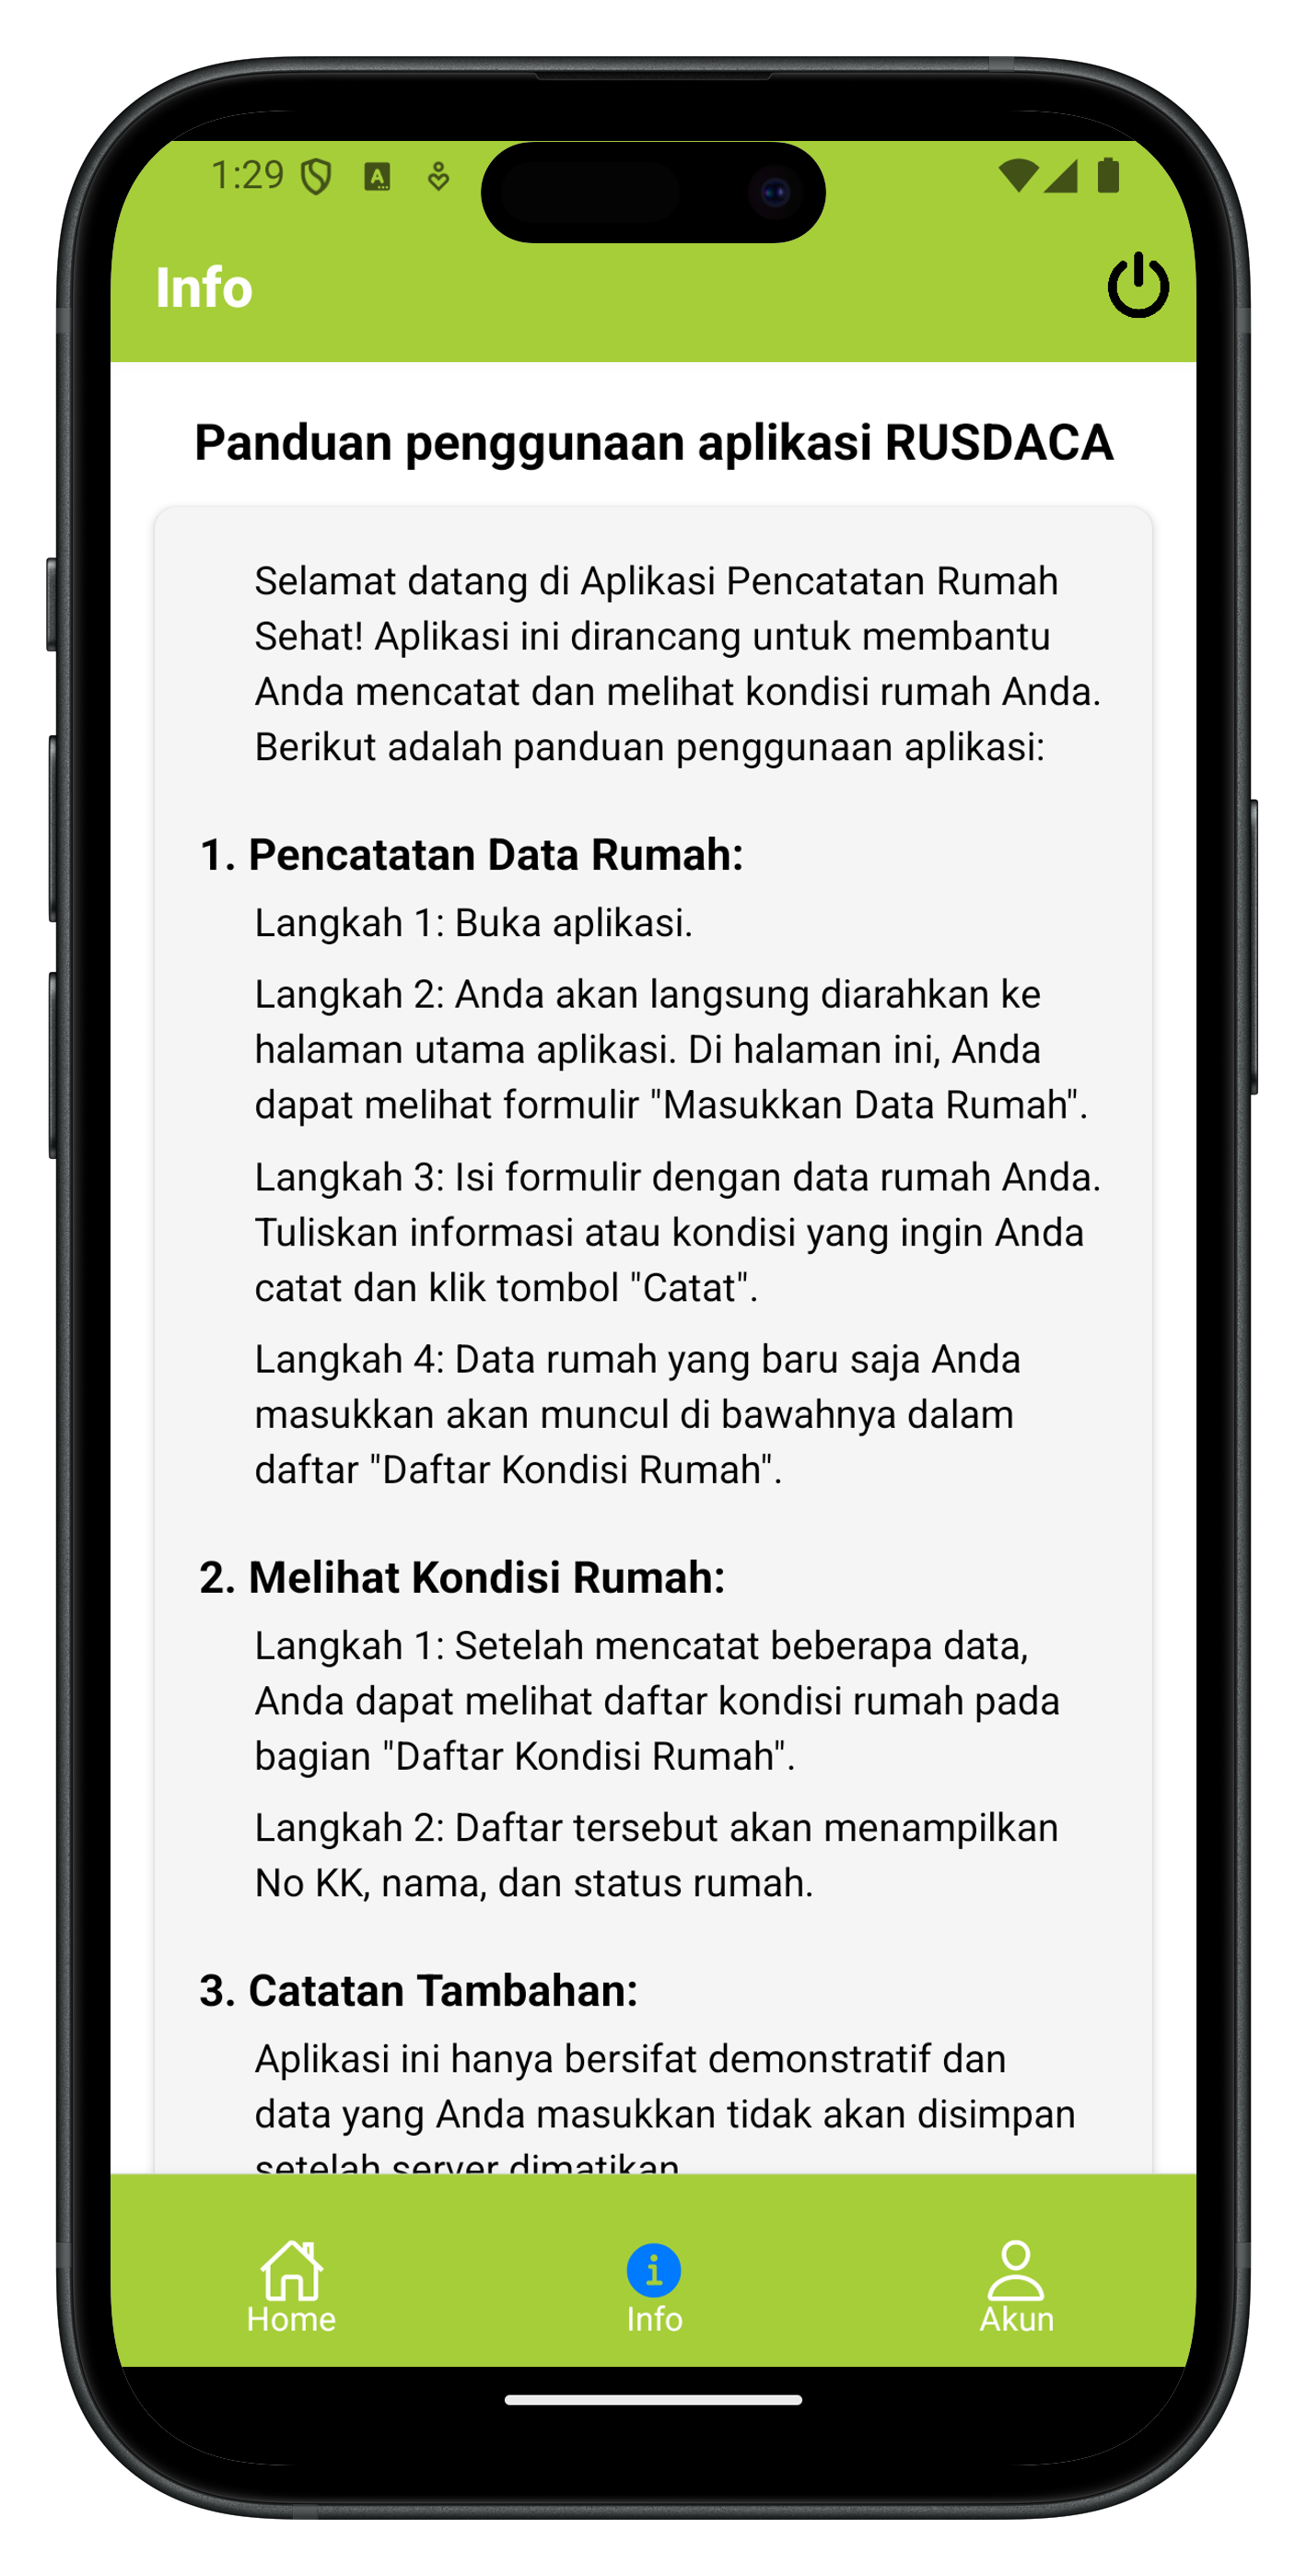 1:29
Info
Panduan penggunaan aplikasi RUSDACA
Selamat datang di Aplikasi Pencatatan Rumah
Sehat! Aplikasi ini dirancang untuk membantu
Anda mencatat dan melihat kondisi rumah Anda.
Berikut adalah panduan penggunaan aplikasi:
1. Pencatatan Data Rumah:
Langkah 1: Buka aplikasi.
Langkah 2: Anda akan langsung diarahkan ke
halaman utama aplikasi. Di halaman ini, Anda
dapat melihat formulir "Masukkan Data Rumah".
Langkah 3: Isi formulir dengan data rumah Anda.
Tuliskan informasi atau kondisi yang ingin Anda
catat dan klik tombol "Catat".
Langkah 4: Data rumah yang baru saja Anda
masukkan akan muncul di bawahnya dalam
daftar "Daftar Kondisi Rumah".
2. Melihat Kondisi Rumah:
Langkah 1: Setelah mencatat beberapa data,
Anda dapat melihat daftar kondisi rumah pada
bagian "Daftar Kondisi Rumah".
Langkah 2: Daftar tersebut akan menampilkan
No KK, nama, dan status rumah.
3. Catatan Tambahan:
Aplikasi ini hanya bersifat demonstratif dan
data yang Anda masukkan tidak akan disimpan
setelah server dimatikan
Home
Info
Akun